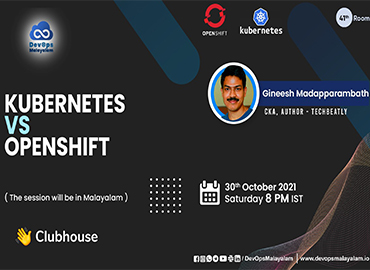 DevOps
Malayalam
OPENSHIFT
kubernetes
41th Room
KUBERNETES
VS
OPENSHIFT
Gineesh Madapparambath
CKA, AUTHOR - TECHBEATLY
( The session will be in Malayalam )
30th October 2021
Saturday 8 PM IST
Clubhouse
/ DevOpsMalayalam | www.devopsmalayalam.io